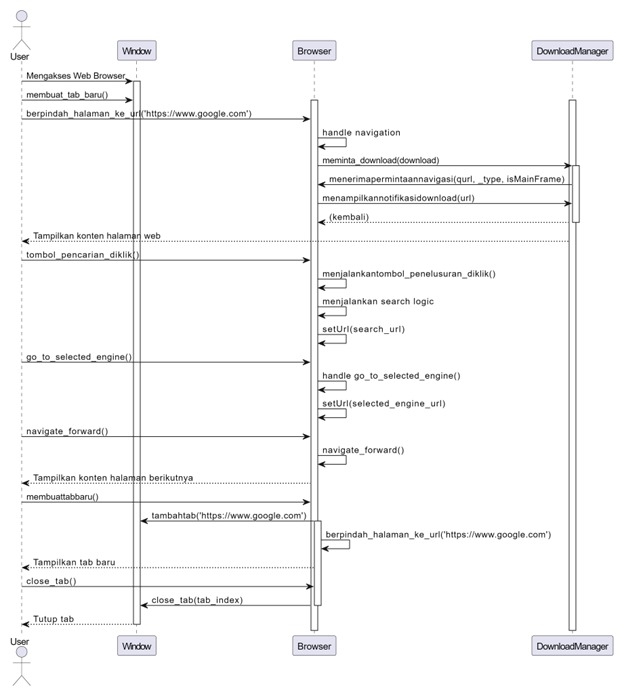 User
Window
Browser
DownloadManager
Mengakses Web Browser
membuat_tab_baru()
berpindah_halaman_ke_url('https://www.google.com')
handle navigation
meminta_download(download)
menerimapermintaannavigasi(qurl, _type, isMainFrame)
menampilkannotifikasidownload(url)
(kembali)
Tampilkan konten halaman web
tombol_pencarian_diklik()
menjalankantombol_penelusuran_diklik()
menjalankan search logic
setUrl(search_url)
go_to_selected_engine()
handle go_to_selected_engine()
setUrl(selected_engine_url)
navigate_forward()
navigate_forward()
Tampilkan konten halaman berikutnya
membuattabbaru()
tambahtab('https://www.google.com')
berpindah_halaman_ke_url('https://www.google.com')
Tampilkan tab baru
close_tab()
close_tab(tab_index)
Tutup tab
User
Window
Browser
DownloadManager